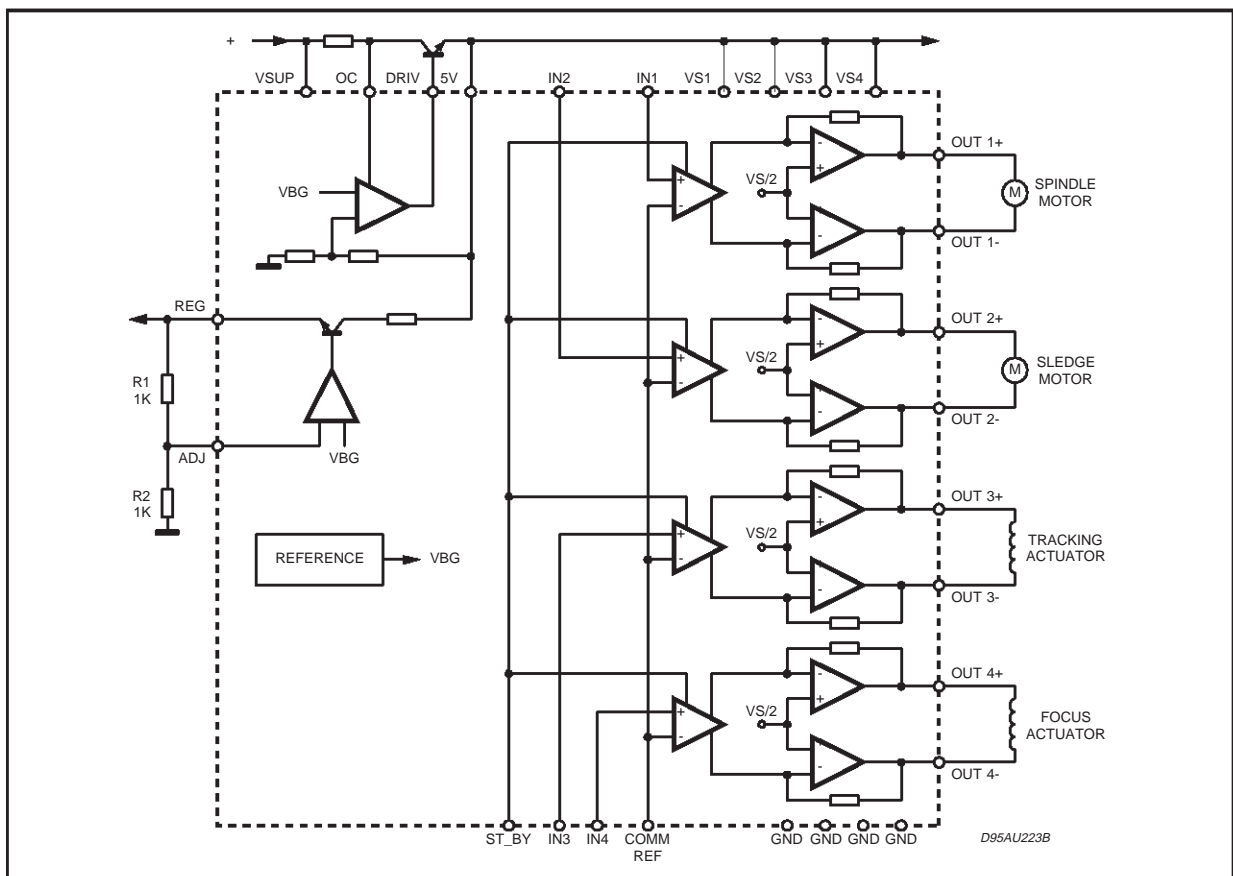 +
VSUP OC DRIV 5V IN2 IN1 VS1 VS2 VS3 VS4
OUT 1+
VBG
+
-
VS/2
-
+
+
-
M
SPINDLE
MOTOR
OUT 1-
REG
OUT 2+
+
-
VS/2
-
+
+
-
M
SLEDGE
MOTOR
R1
1K
OUT 2-
ADJ
VBG
R2
1K
OUT 3+
+
-
VS/2
-
+
+
-
TRACKING
ACTUATOR
REFERENCE
VBG
OUT 3-
OUT 4+
+
-
VS/2
-
+
+
-
FOCUS
ACTUATOR
OUT 4-
ST_BY IN3 IN4 COMM
REF
GND GND GND GND
D95AU223B